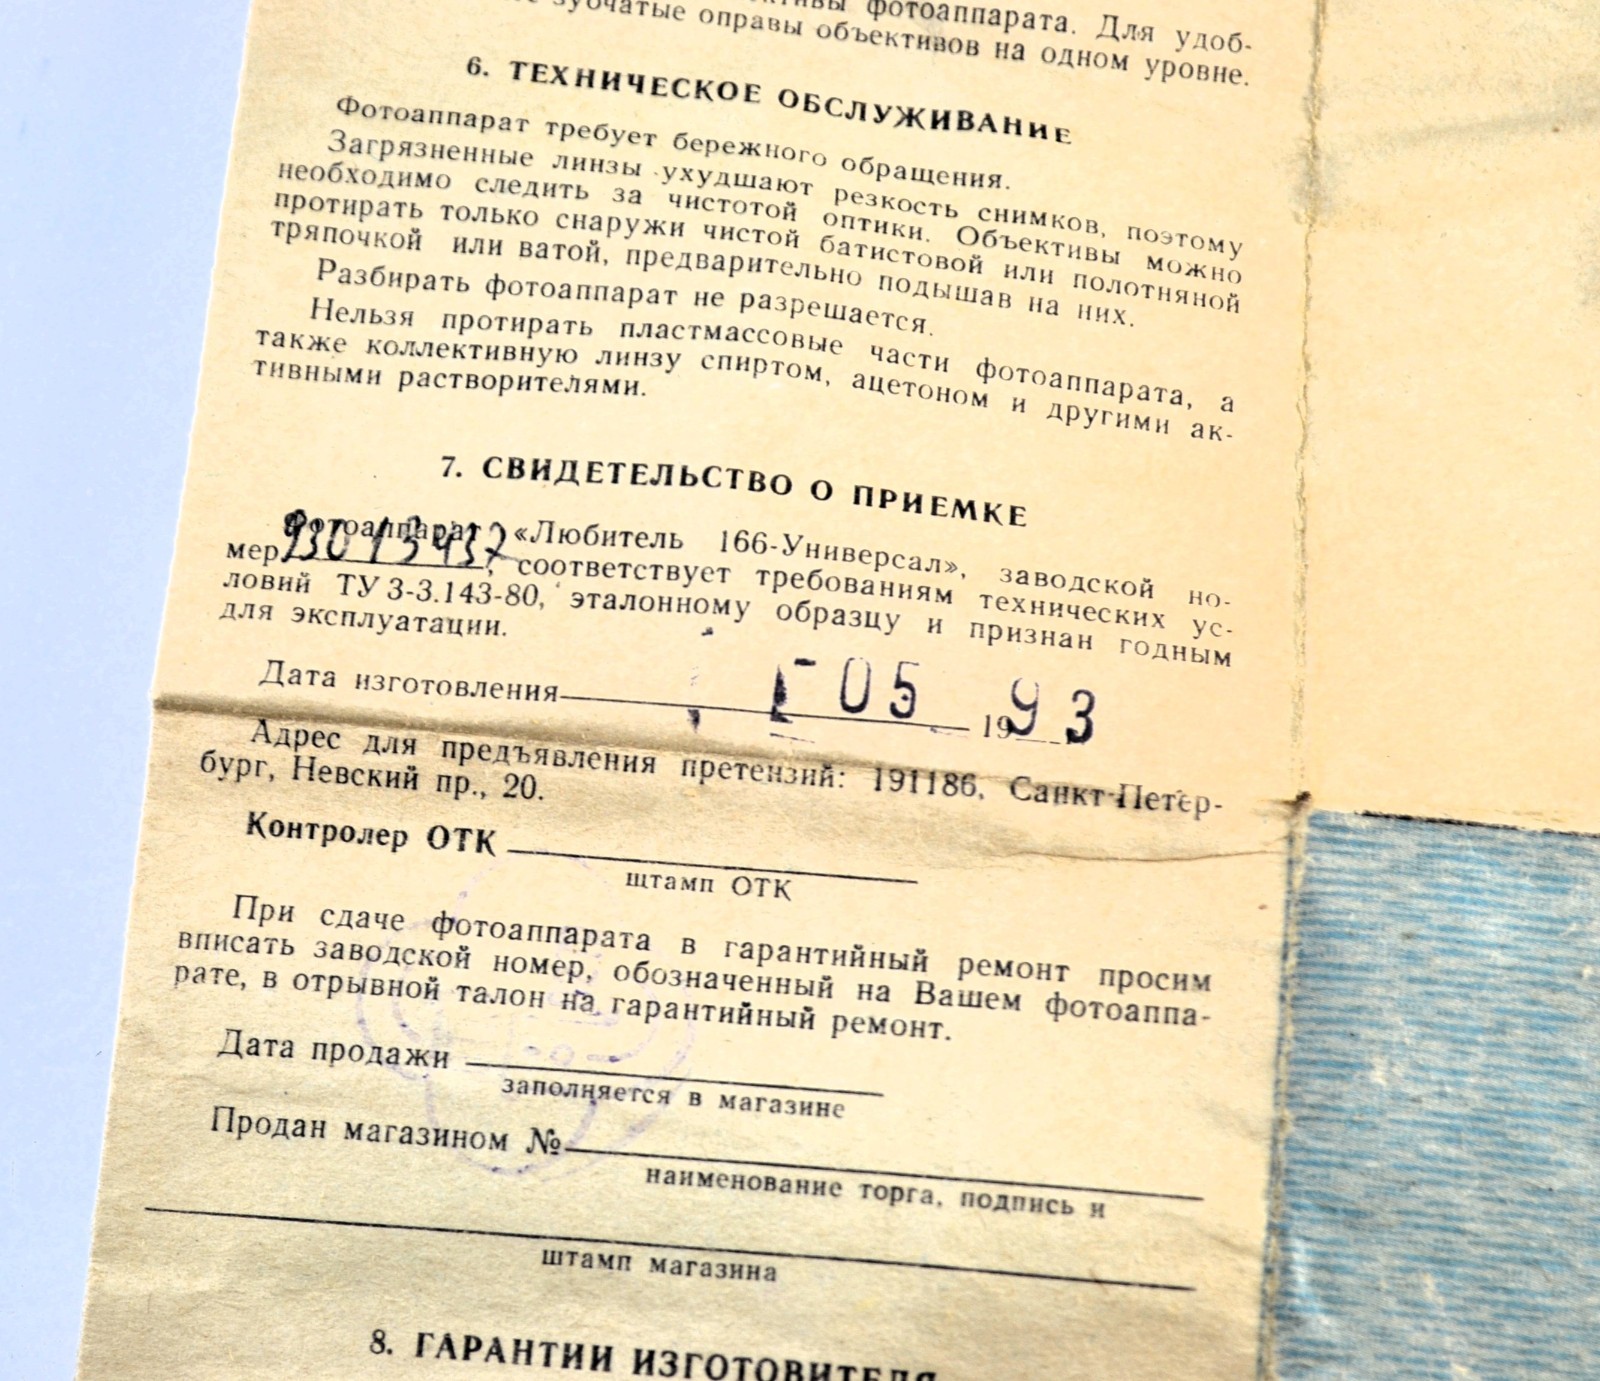 фотоаппарата. Для удоб-
зубчатые оправы объективов на одном уровне.
6. ТЕХНИЧЕСКОЕ ОБСЛУЖИВАНИЕ
Фотоаппарат требует бережного обращения.
Загрязненные линзы ухудшают резкость снимков, поэтому
необходимо следить за чистотой оптики. Объективы можно
протирать только снаружи чистой батистовой или полотняной
тряпочкой или ватой, предварительно подышав на них.
Разбирать фотоаппарат не разрешается.
Нельзя протирать пластмассовые части фотоаппарата, а
также коллективную линзу спиртом, ацетоном и другими ак-
тивными растворителями.
7. СВИДЕТЕЛЬСТВО О ПРИЕМКЕ
Фотоаппарат «Любитель 166-Универсал», заводской но-
мер 93013437, соответствует требованиям технических ус-
ловий ТУ 3-3.143-80, эталонному образцу и признан годным
для эксплуатации.
Дата изготовления 05 1993
Адрес для предъявления претензий: 191186, Санкт-Петер-
бург, Невский пр., 20.
Контролер ОТК
штамп ОТК
При сдаче фотоаппарата в гарантийный ремонт просим
вписать заводской номер, обозначенный на Вашем фотоаппа-
рате, в отрывной талон на гарантийный ремонт.
Дата продажи
заполняется в магазине
Продан магазином №
наименование торга, подпись и
штамп магазина
8. ГАРАНТИИ ИЗГОТОВИТЕЛЯ